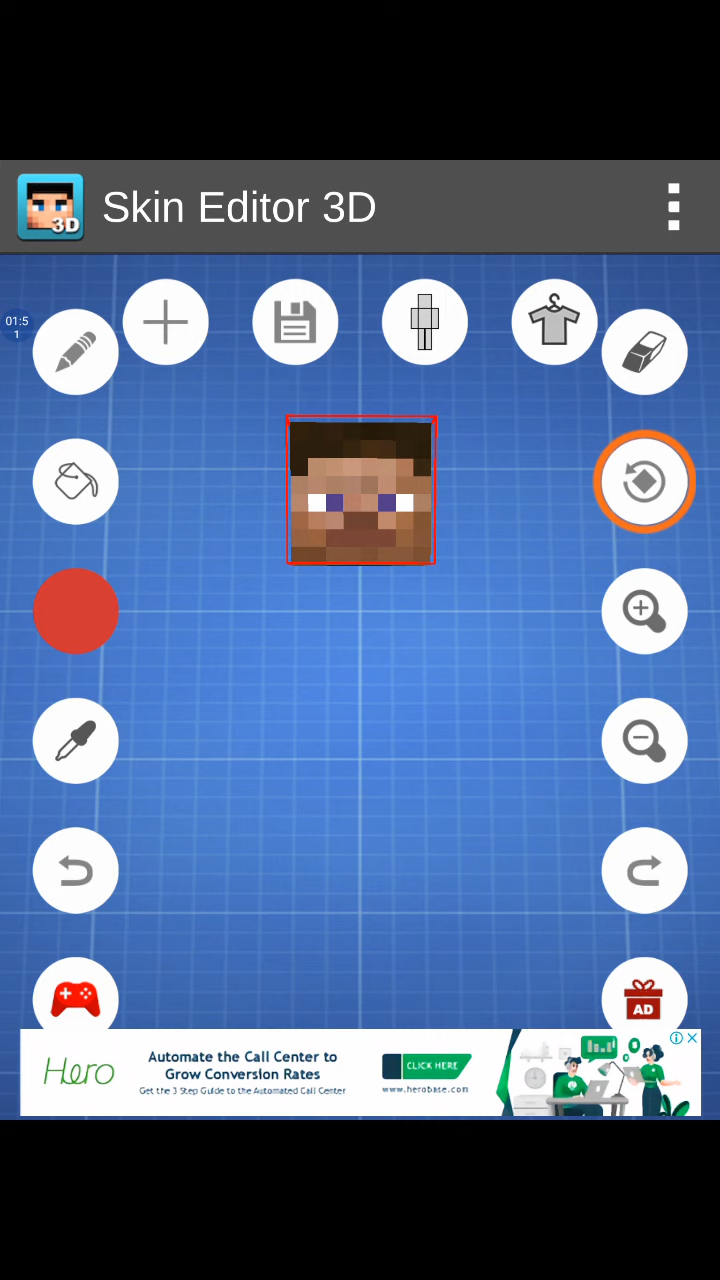 3D
Skin Editor 3D
01:5
1
AD
Hero
Automate the Call Center to
Grow Conversion Rates
Get the 3 Step Guide to the Automated Call Center
CLICK HERE
www.herobase.com